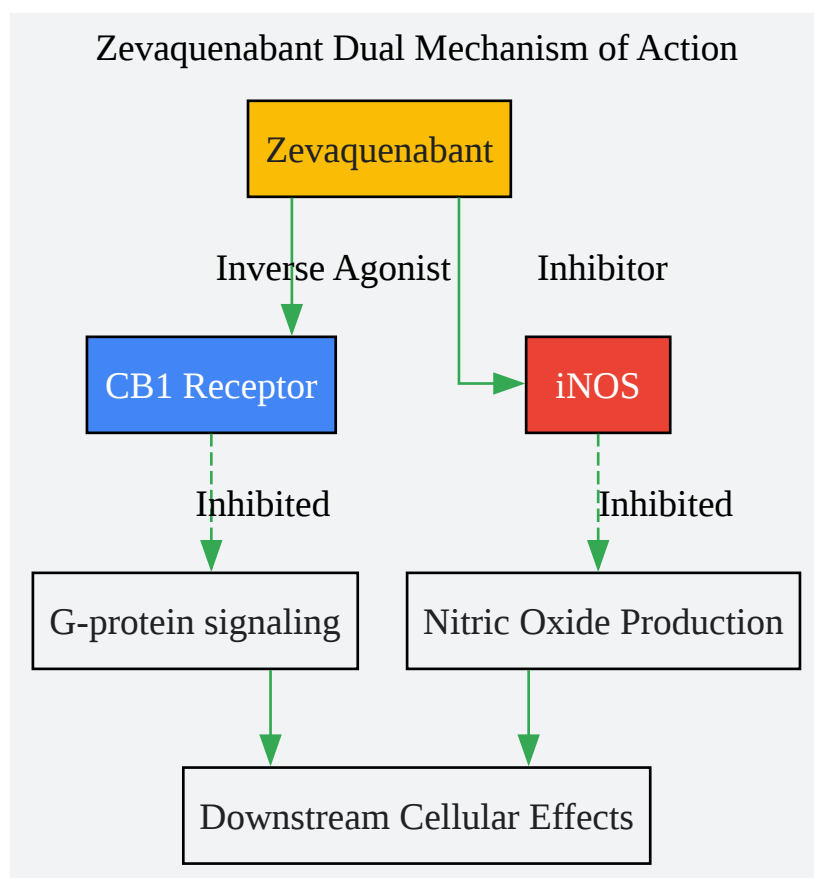 Zevaquenabant Dual Mechanism of Action
Zevaquenabant
Inverse Agonist
Inhibitor
CB1 Receptor
iNOS
Inhibited
Inhibited
G-protein signaling
Nitric Oxide Production
Downstream Cellular Effects